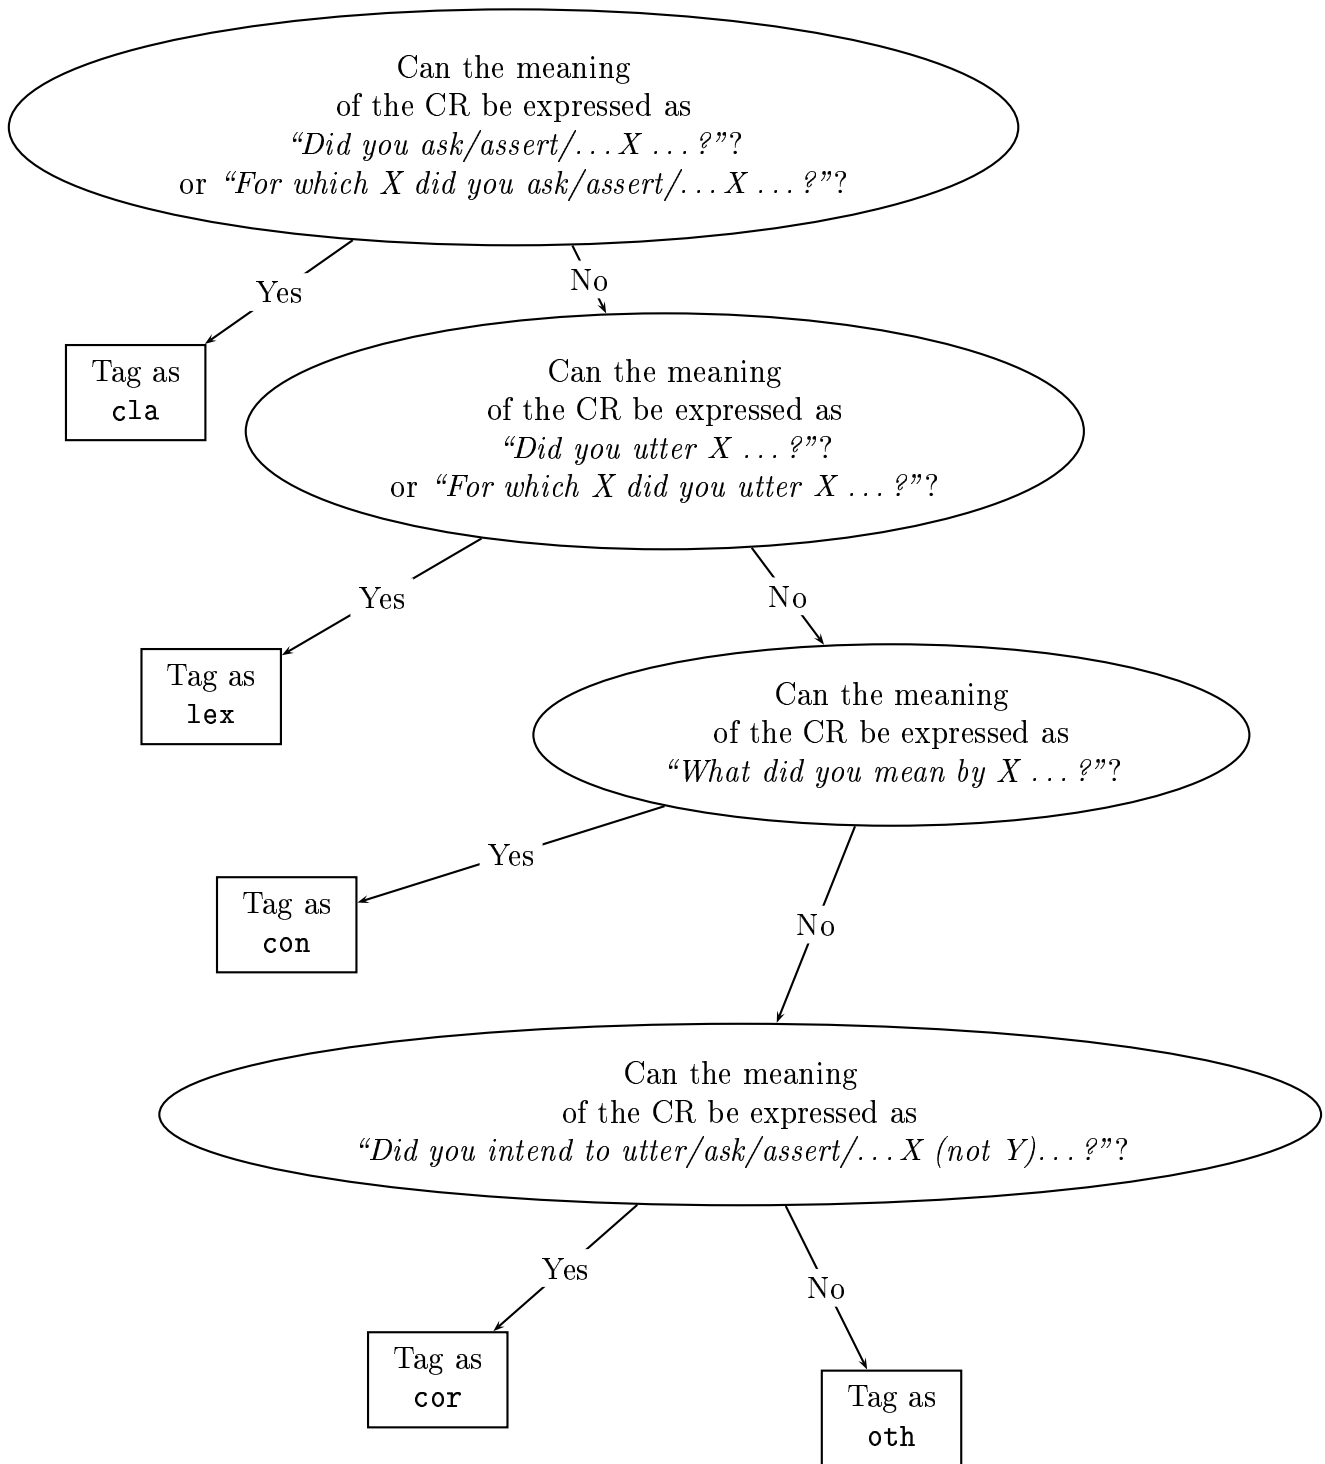 Can the meaning
of the CR be expressed as
“Did you ask/assert/...X ...?”?
or “For which X did you ask/assert/...X ...?”?
Yes
No
Tag as
cla
Can the meaning
of the CR be expressed as
“Did you utter X ...?”?
or “For which X did you utter X ...?”?
Yes
No
Tag as
lex
Can the meaning
of the CR be expressed as
“What did you mean by X ...?”?
Yes
No
Tag as
con
Can the meaning
of the CR be expressed as
“Did you intend to utter/ask/assert/...X (not Y)...?”?
Yes
No
Tag as
cor
Tag as
oth